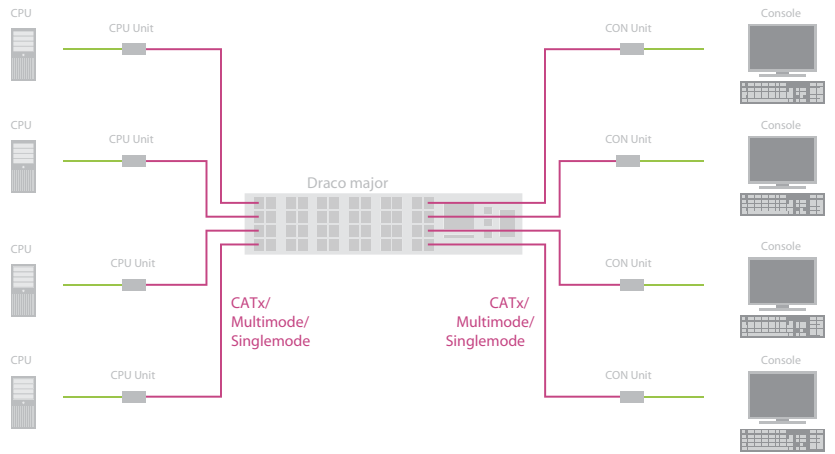 CPU
CPU Unit
CON Unit
Console
CPU
CPU Unit
CON Unit
Console
Draco major
CPU
CPU Unit
CON Unit
Console
CATx/
Multimode/
Singlemode
CATx/
Multimode/
Singlemode
CPU
CPU Unit
CON Unit
Console